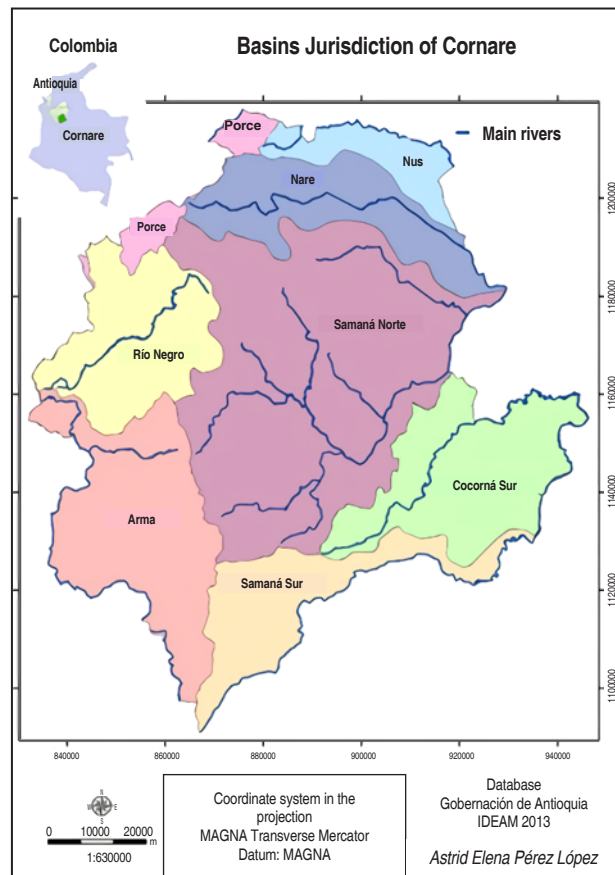 Colombia
Basins Jurisdiction of Cornare
Antioquia
Cornare
Porce
Main rivers
Nus
Nare
Porce
Samaná Norte
Río Negro
Cocorná Sur
Arma
Samaná Sur
1200000
1180000
1160000
1140000
1120000
1100000
840000 860000 880000 900000 920000 940000
N
W E
S
0 10000 20000 m
1:630000
Coordinate system in the
projection
MAGNA Transverse Mercator
Datum: MAGNA
Database
Gobernación de Antioquia
IDEAM 2013
Astrid Elena Pérez López